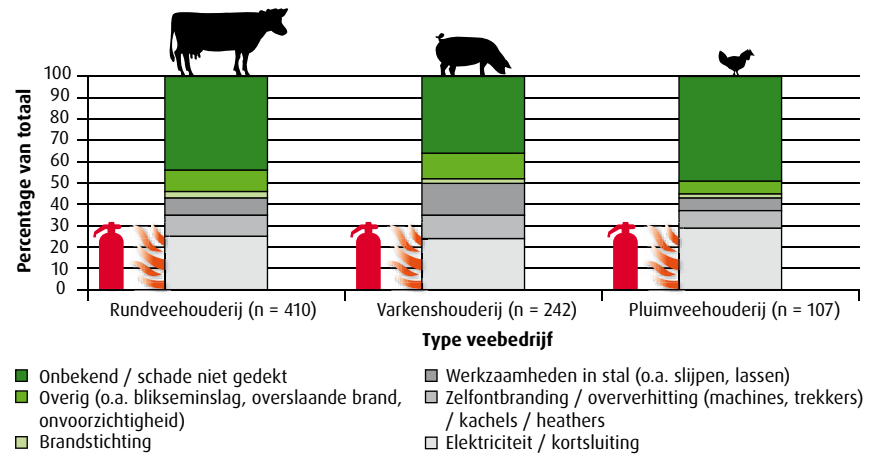 Percentage van totaal
100
90
80
70
60
50
40
30
20
10
0
Rundveehouderij (n = 410)
Varkenshouderij (n = 242)
Pluimveehouderij (n = 107)
Type veebedrijf
Onbekend / schade niet gedekt
Overig (o.a. blikseminslag, overslaande brand,
onvoorzichtigheid)
Brandstichting
Werkzaamheden in stal (o.a. slijpen, lassen)
Zelfontbranding / oververhitting (machines, trekkers)
/ kachels / heathers
Elektriciteit / kortsluiting